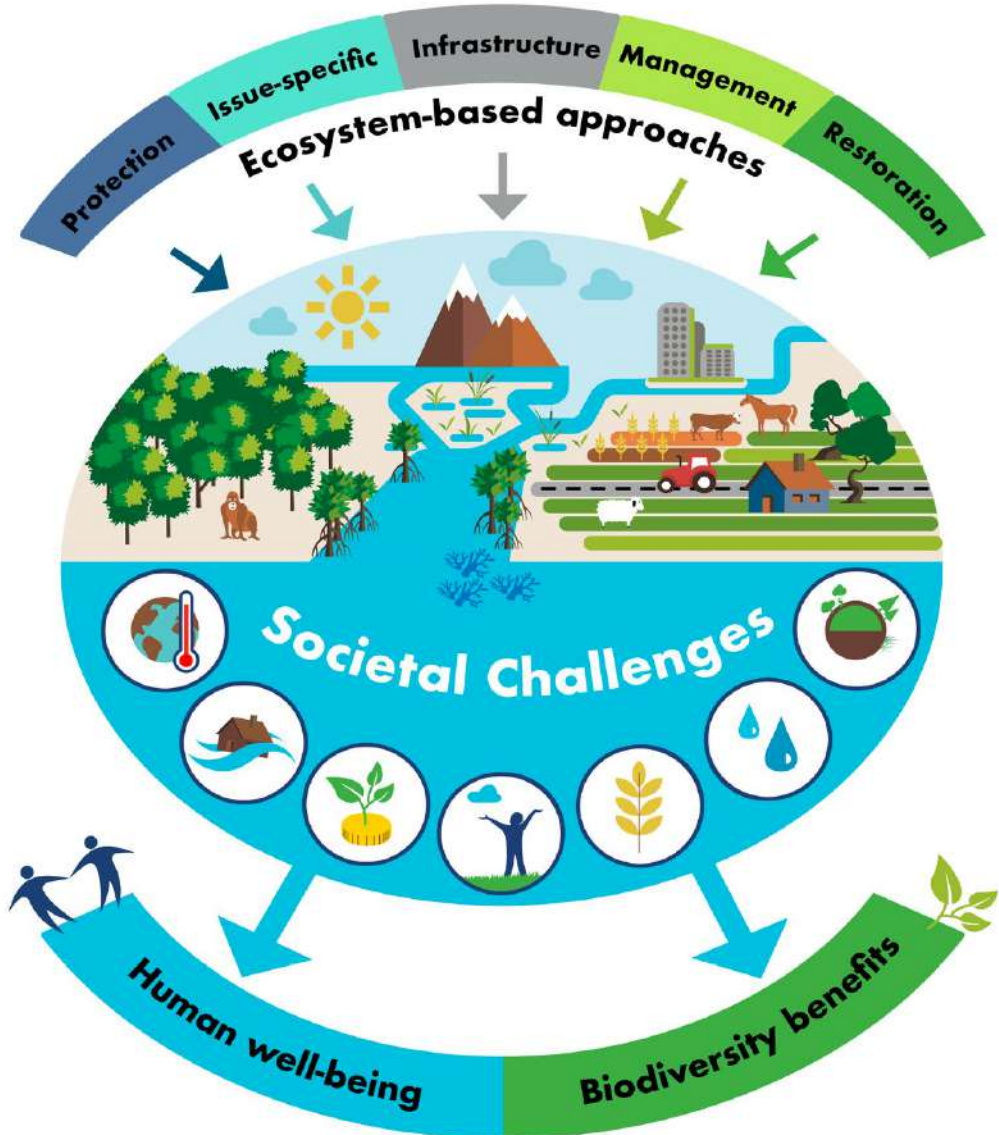 Protection
Issue-specific
Infrastructure
Management
Restoration
Ecosystem-based approaches
Societal Challenges
Human well-being
Biodiversity benefits